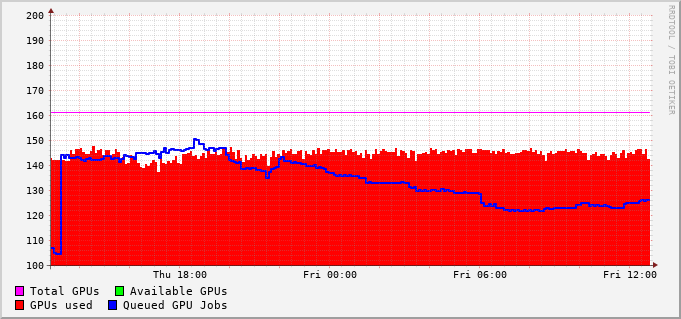 RRDTOOL / TOBI OETIKER
200
190
180
170
160
150
140
130
120
110
100
Thu 18:00 Fri 00:00 Fri 06:00 Fri 12:00
Total GPUs Available GPUs
GPUs used Queued GPU Jobs